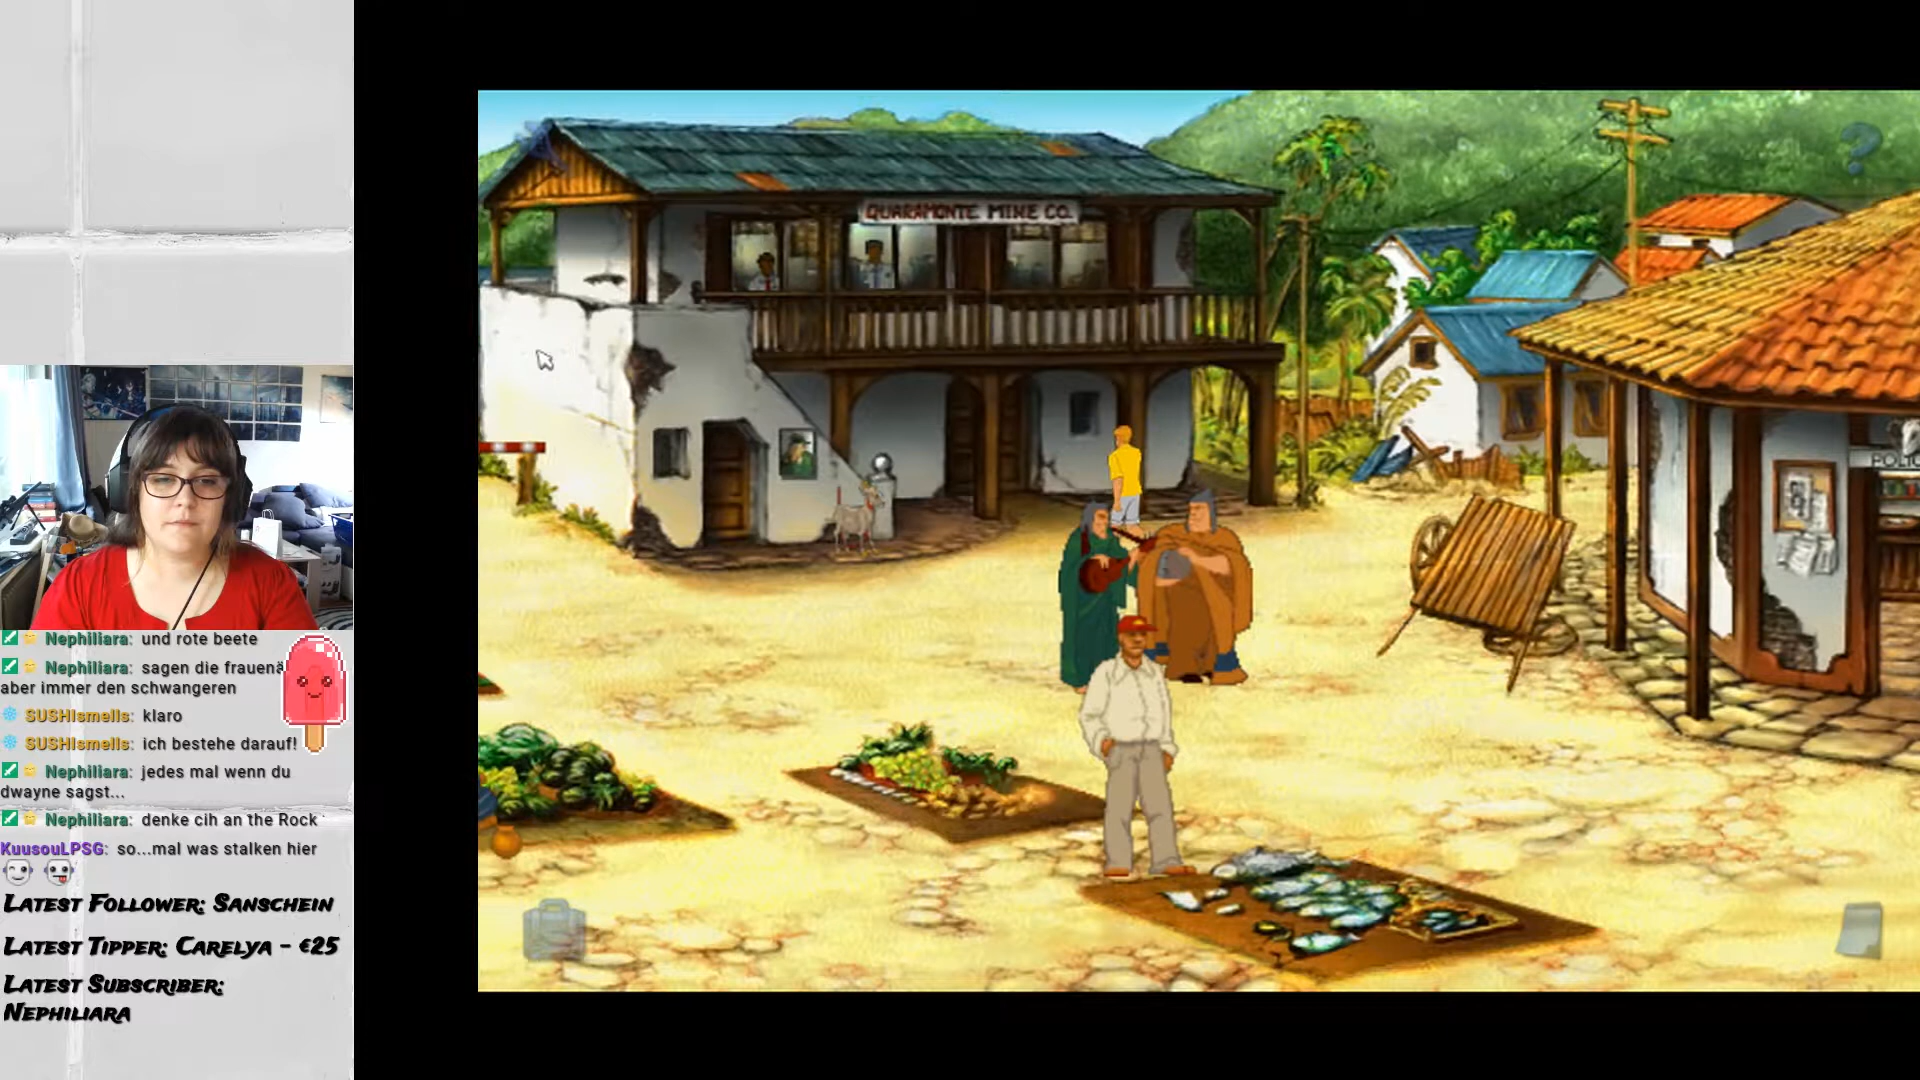 QUARAMONTE MINE CO.
?
POLIC
Nephiliara: und rote beete
Nephiliara: sagen die frauenä
aber immer den schwangeren
SUSHIsmells: klaro
SUSHIsmells: ich bestehe darauf!
Nephiliara: jedes mal wenn du
dwayne sagst...
Nephiliara: denke cih an the Rock
KuusouLPSG: so...mal was stalken hier
Latest Follower: Sanschein
Latest Tipper: Carelya - €25
Latest Subscriber:
Nephiliara